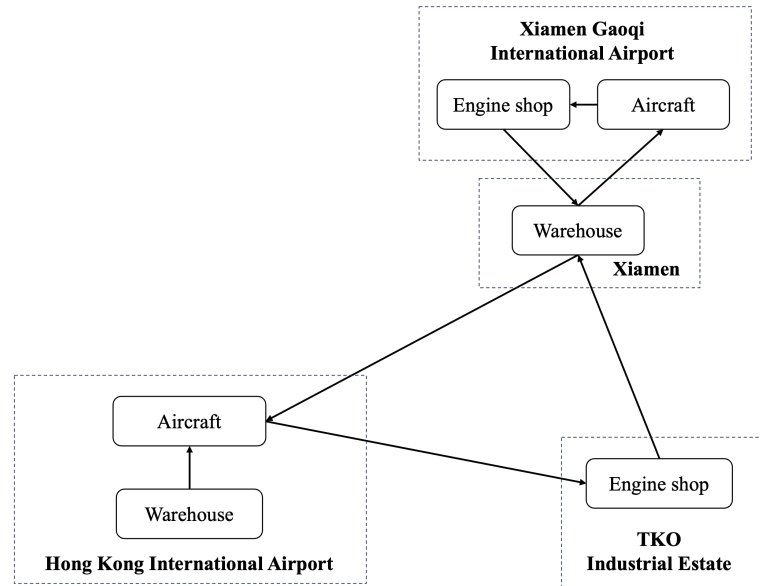 Xiamen Gaoqi
International Airport
Engine shop
Aircraft
Warehouse
Xiamen
Aircraft
Warehouse
Hong Kong International Airport
Engine shop
TKO
Industrial Estate